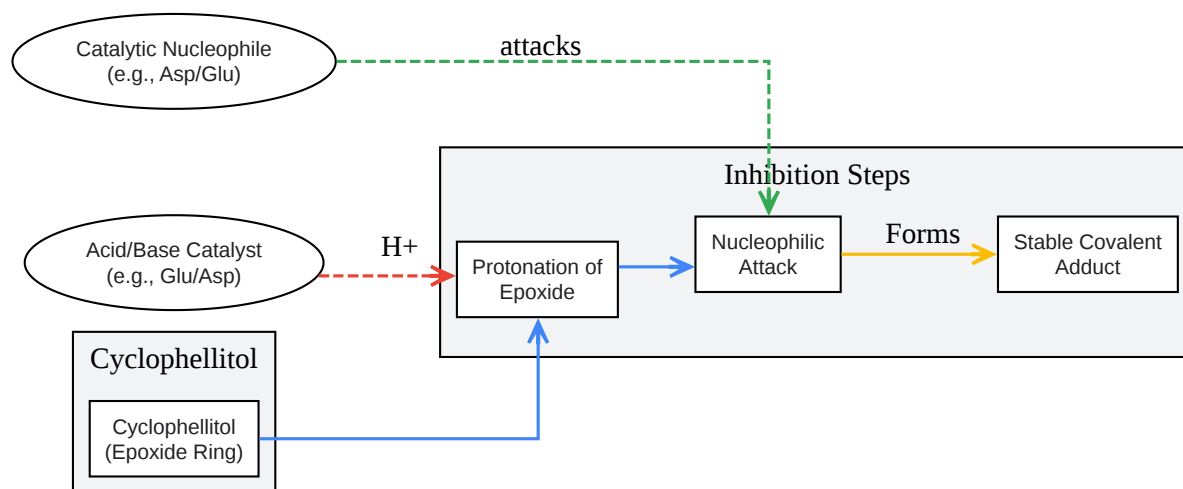 Catalytic Nucleophile
(e.g., Asp/Glu)
attacks
Inhibition Steps
Acid/Base Catalyst
(e.g., Glu/Asp)
H+
Protonation of
Epoxide
Nucleophilic
Attack
Forms
Stable Covalent
Adduct
Cyclophellitol
Cyclophellitol
(Epoxide Ring)